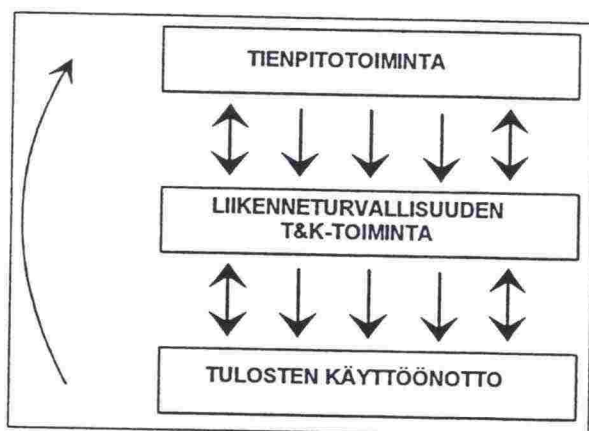 TIENPITOTOIMINTA
LIIKENNETURVALLISUUDEN
T&K-TOIMINTA
TULOSTEN KÄYTTÖÖNOTTO